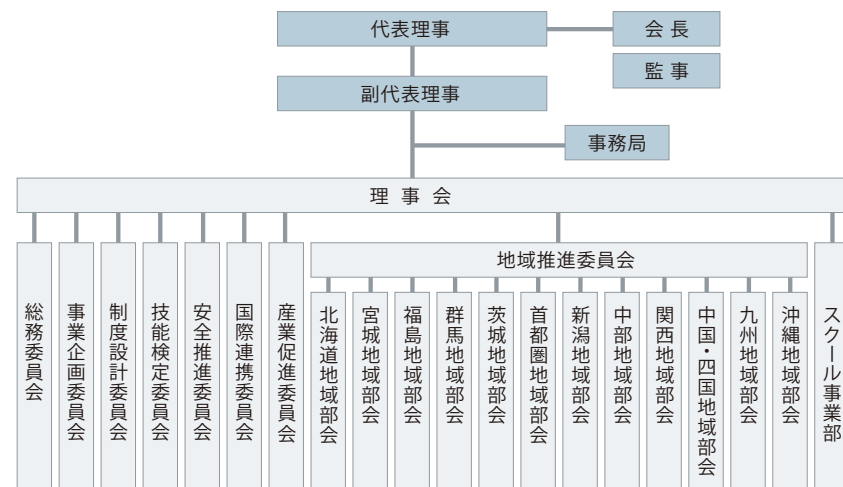 代表理事
会 長
監 事
副代表理事
事務局
理 事 会
総務委員会
事業企画委員会
制度設計委員会
技能検定委員会
安全推進委員会
国際連携委員会
産業促進委員会
地域推進委員会
北海道地域部会
宮城地域部会
福島地域部会
群馬地域部会
茨城地域部会
首都圏地域部会
新潟地域部会
中部地域部会
関西地域部会
中国・四国地域部会
九州地域部会
沖縄地域部会
スクール事業部